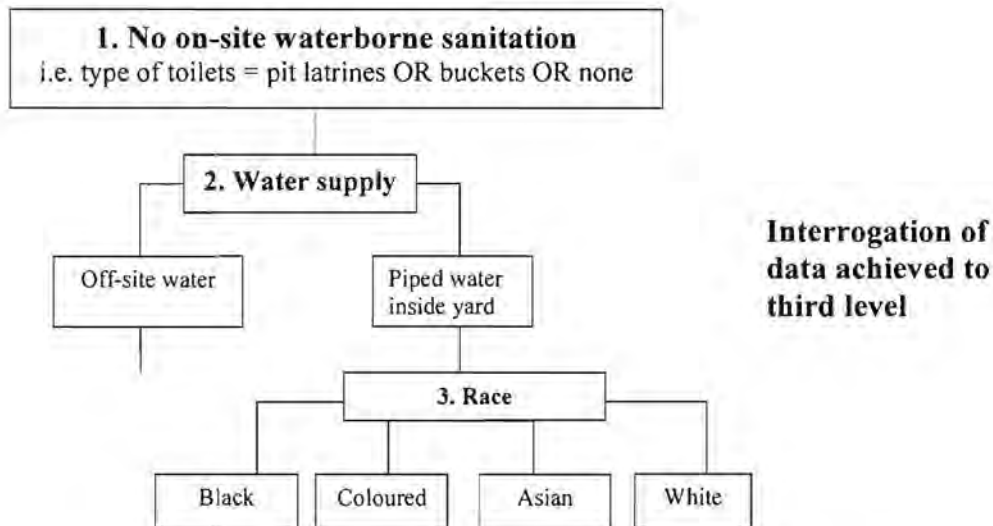 1. No on-site waterborne sanitation
i.e. type of toilets = pit latrines OR buckets OR none
2. Water supply
Off-site water
Piped water
inside yard
Interrogation of
data achieved to
third level
3. Race
Black
Coloured
Asian
White